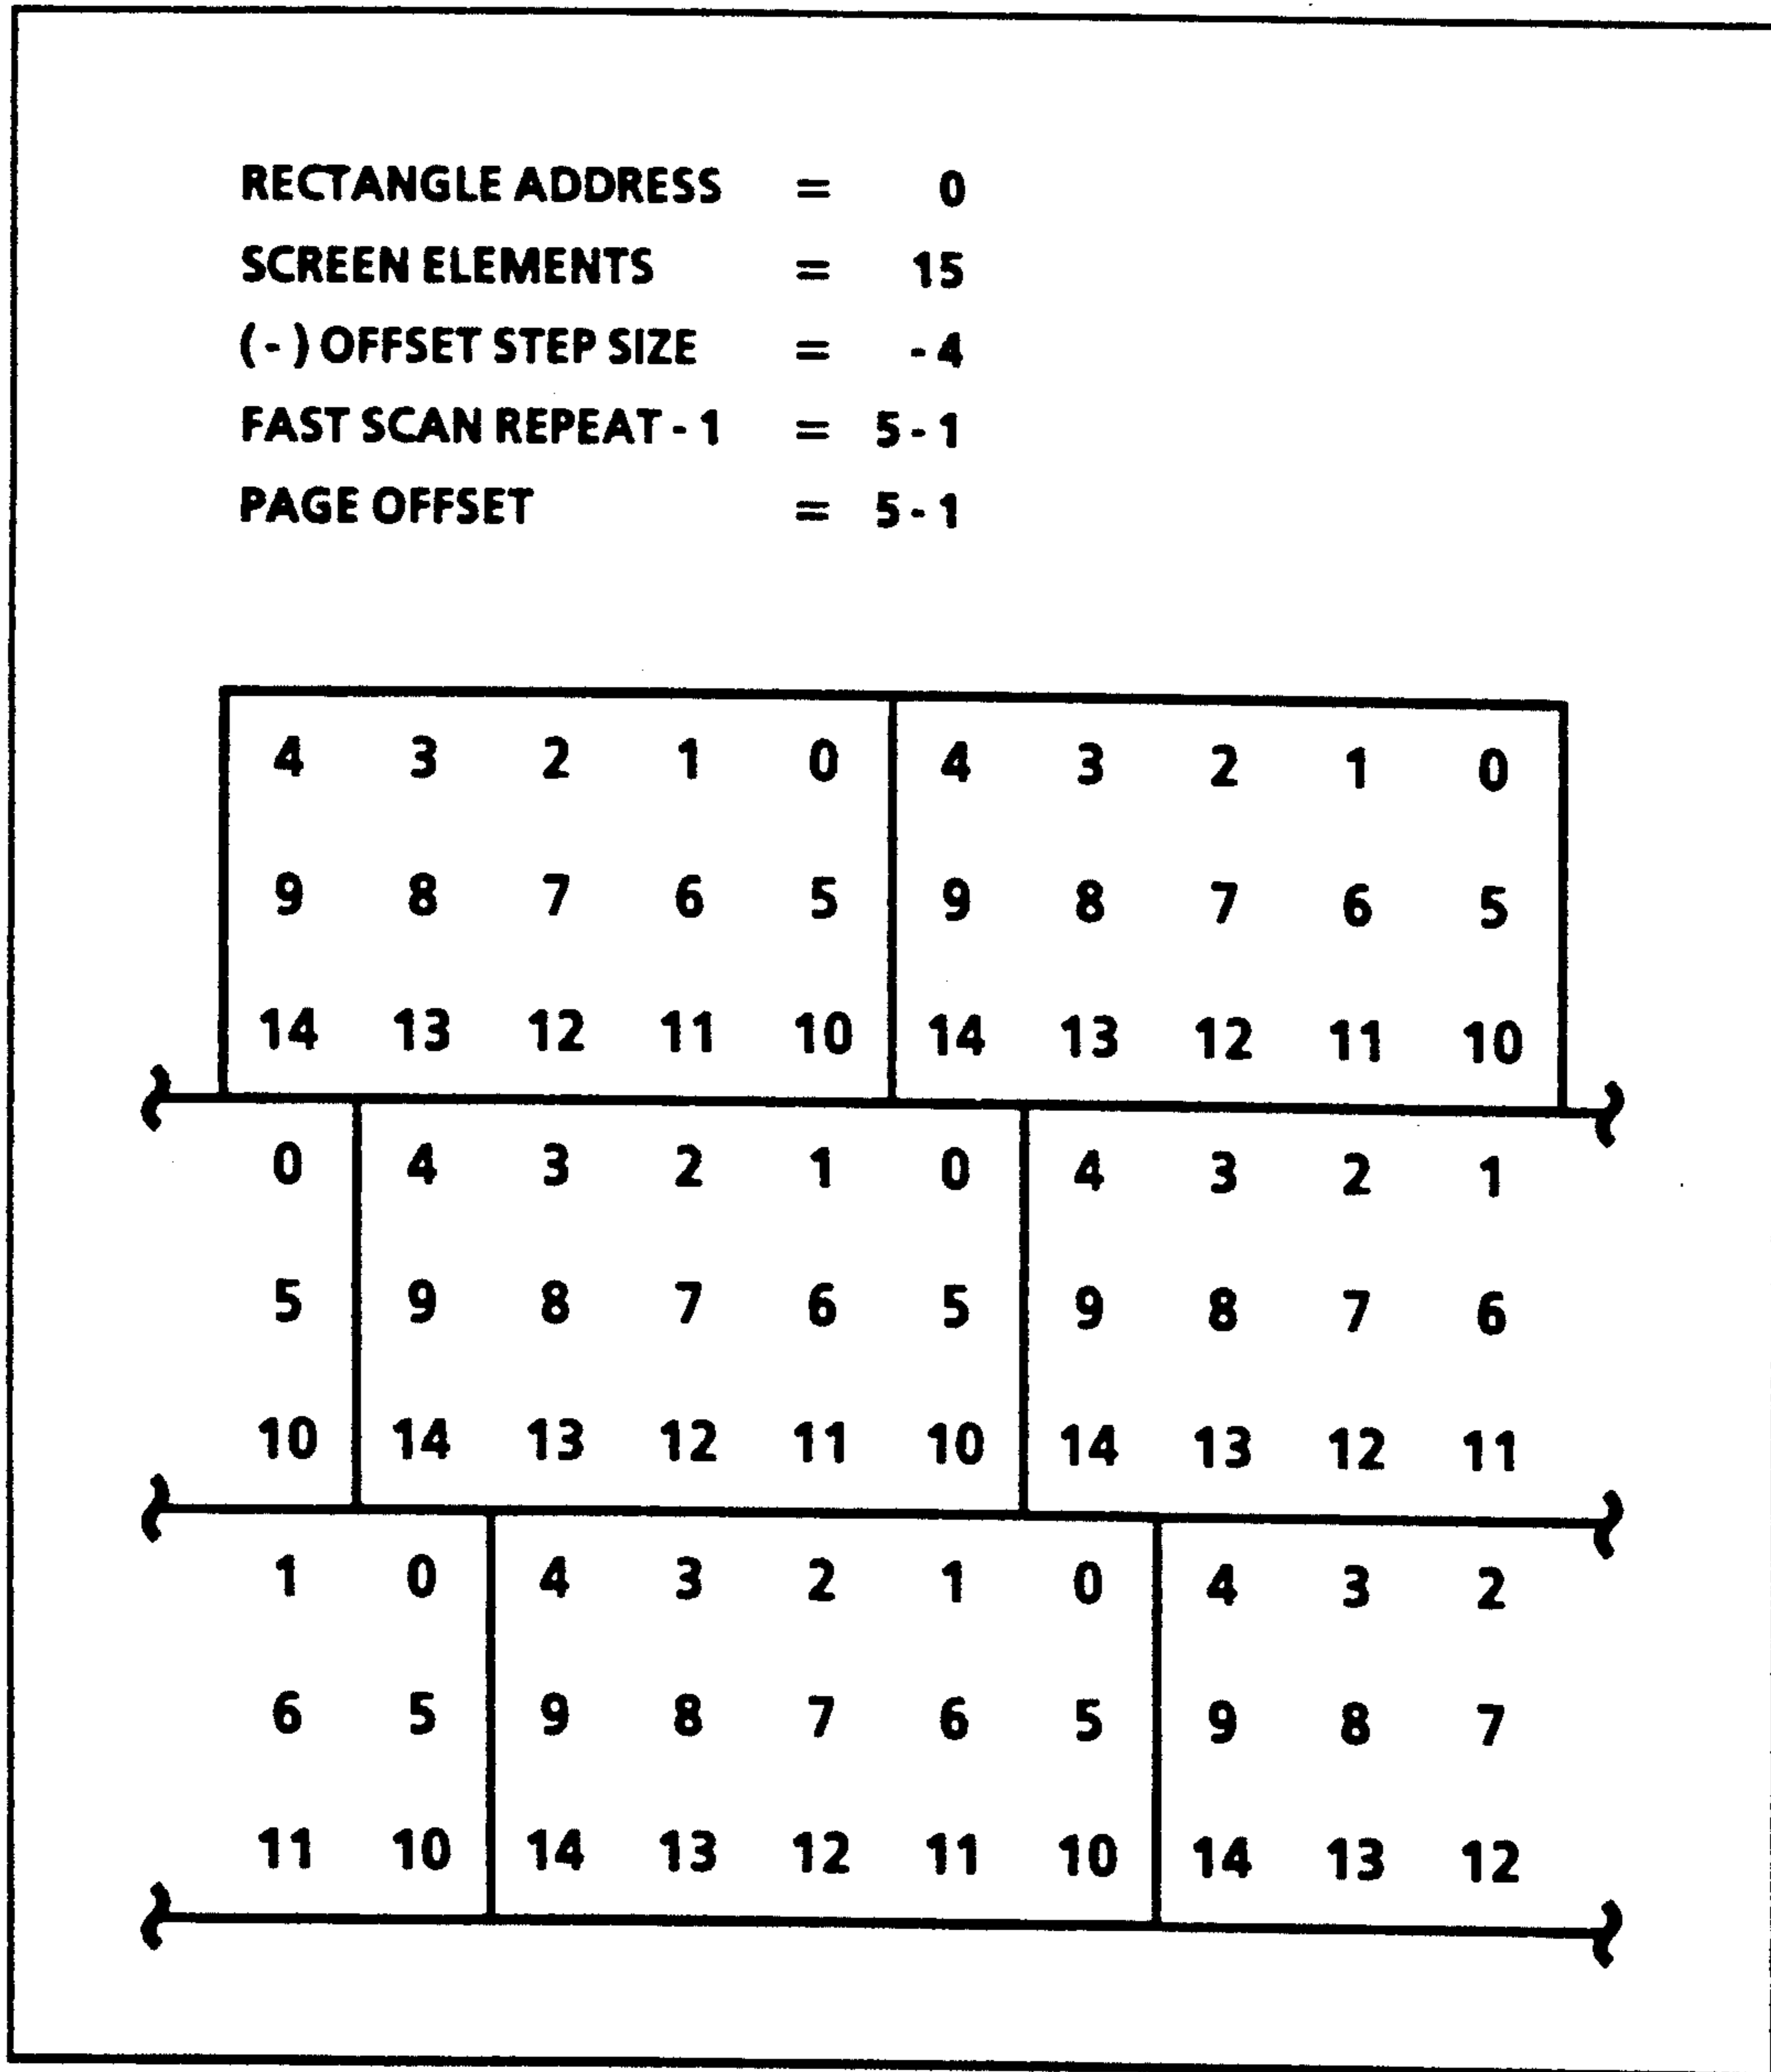 RECTANGLE ADDRESS = 0
SCREEN ELEMENTS = 15
(-) OFFSET STEP SIZE = -4
FAST SCAN REPEAT - 1 = 5 - 1
PAGE OFFSET = 5 - 1
4 3 2 1 0 4 3 2 1 0
9 8 7 6 5 9 8 7 6 5
14 13 12 11 10 14 13 12 11 10
0 4 3 2 1 0 4 3 2 1
5 9 8 7 6 5 9 8 7 6
10 14 13 12 11 10 14 13 12 11
1 0 4 3 2 1 0 4 3 2
6 5 9 8 7 6 5 9 8 7
11 10 14 13 12 11 10 14 13 12